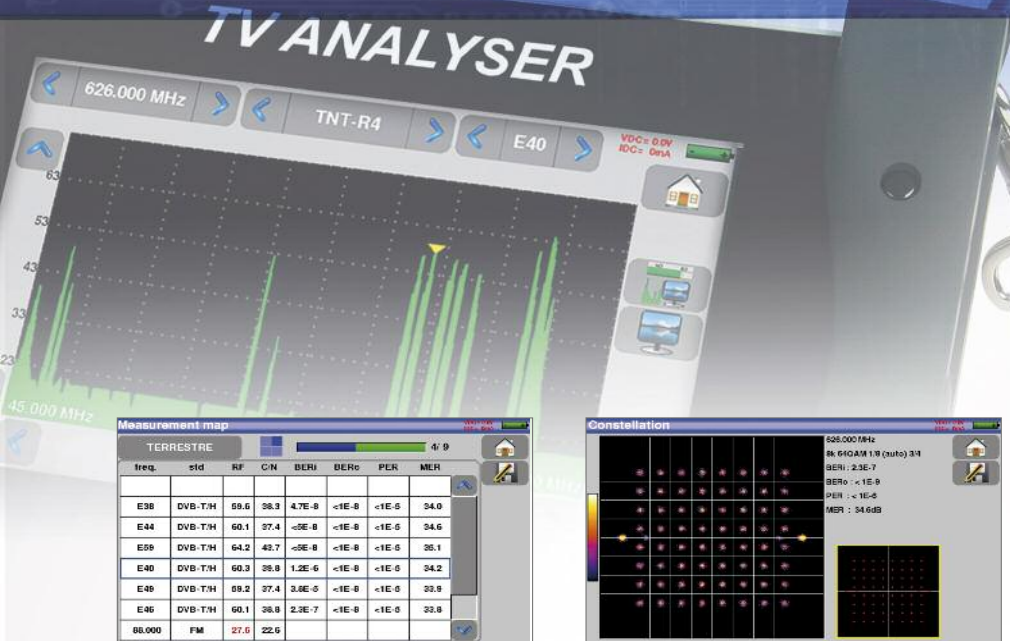 TV ANALYSER
626.000 MHz
TNT-R4
E40
VDC= 0.0V
IDC= 0mA
63
53
43
33
23
45.000 MHz
Measurement map
TERRESTRE
4/ 9
freq. std RF C/N BERi BERo PER MER
E38 DVB-T/H 59.6 38.3 4.7E-8 <1E-8 <1E-5 34.0
E44 DVB-T/H 60.1 37.4 <5E-8 <1E-8 <1E-5 34.6
E59 DVB-T/H 64.2 43.7 <5E-8 <1E-8 <1E-5 35.1
E40 DVB-T/H 60.3 39.8 1.2E-6 <1E-8 <1E-5 34.2
E49 DVB-T/H 59.2 37.4 3.6E-5 <1E-8 <1E-5 33.9
E46 DVB-T/H 60.1 38.8 2.3E-7 <1E-8 <1E-5 33.8
88.000 FM 27.6 22.6
Constellation
626.000 MHz
8k 64QAM 1/8 (auto) 3/4
BERi : 2.3E-7
BERo : < 1E-9
PER : < 1E-6
MER : 34.6dB